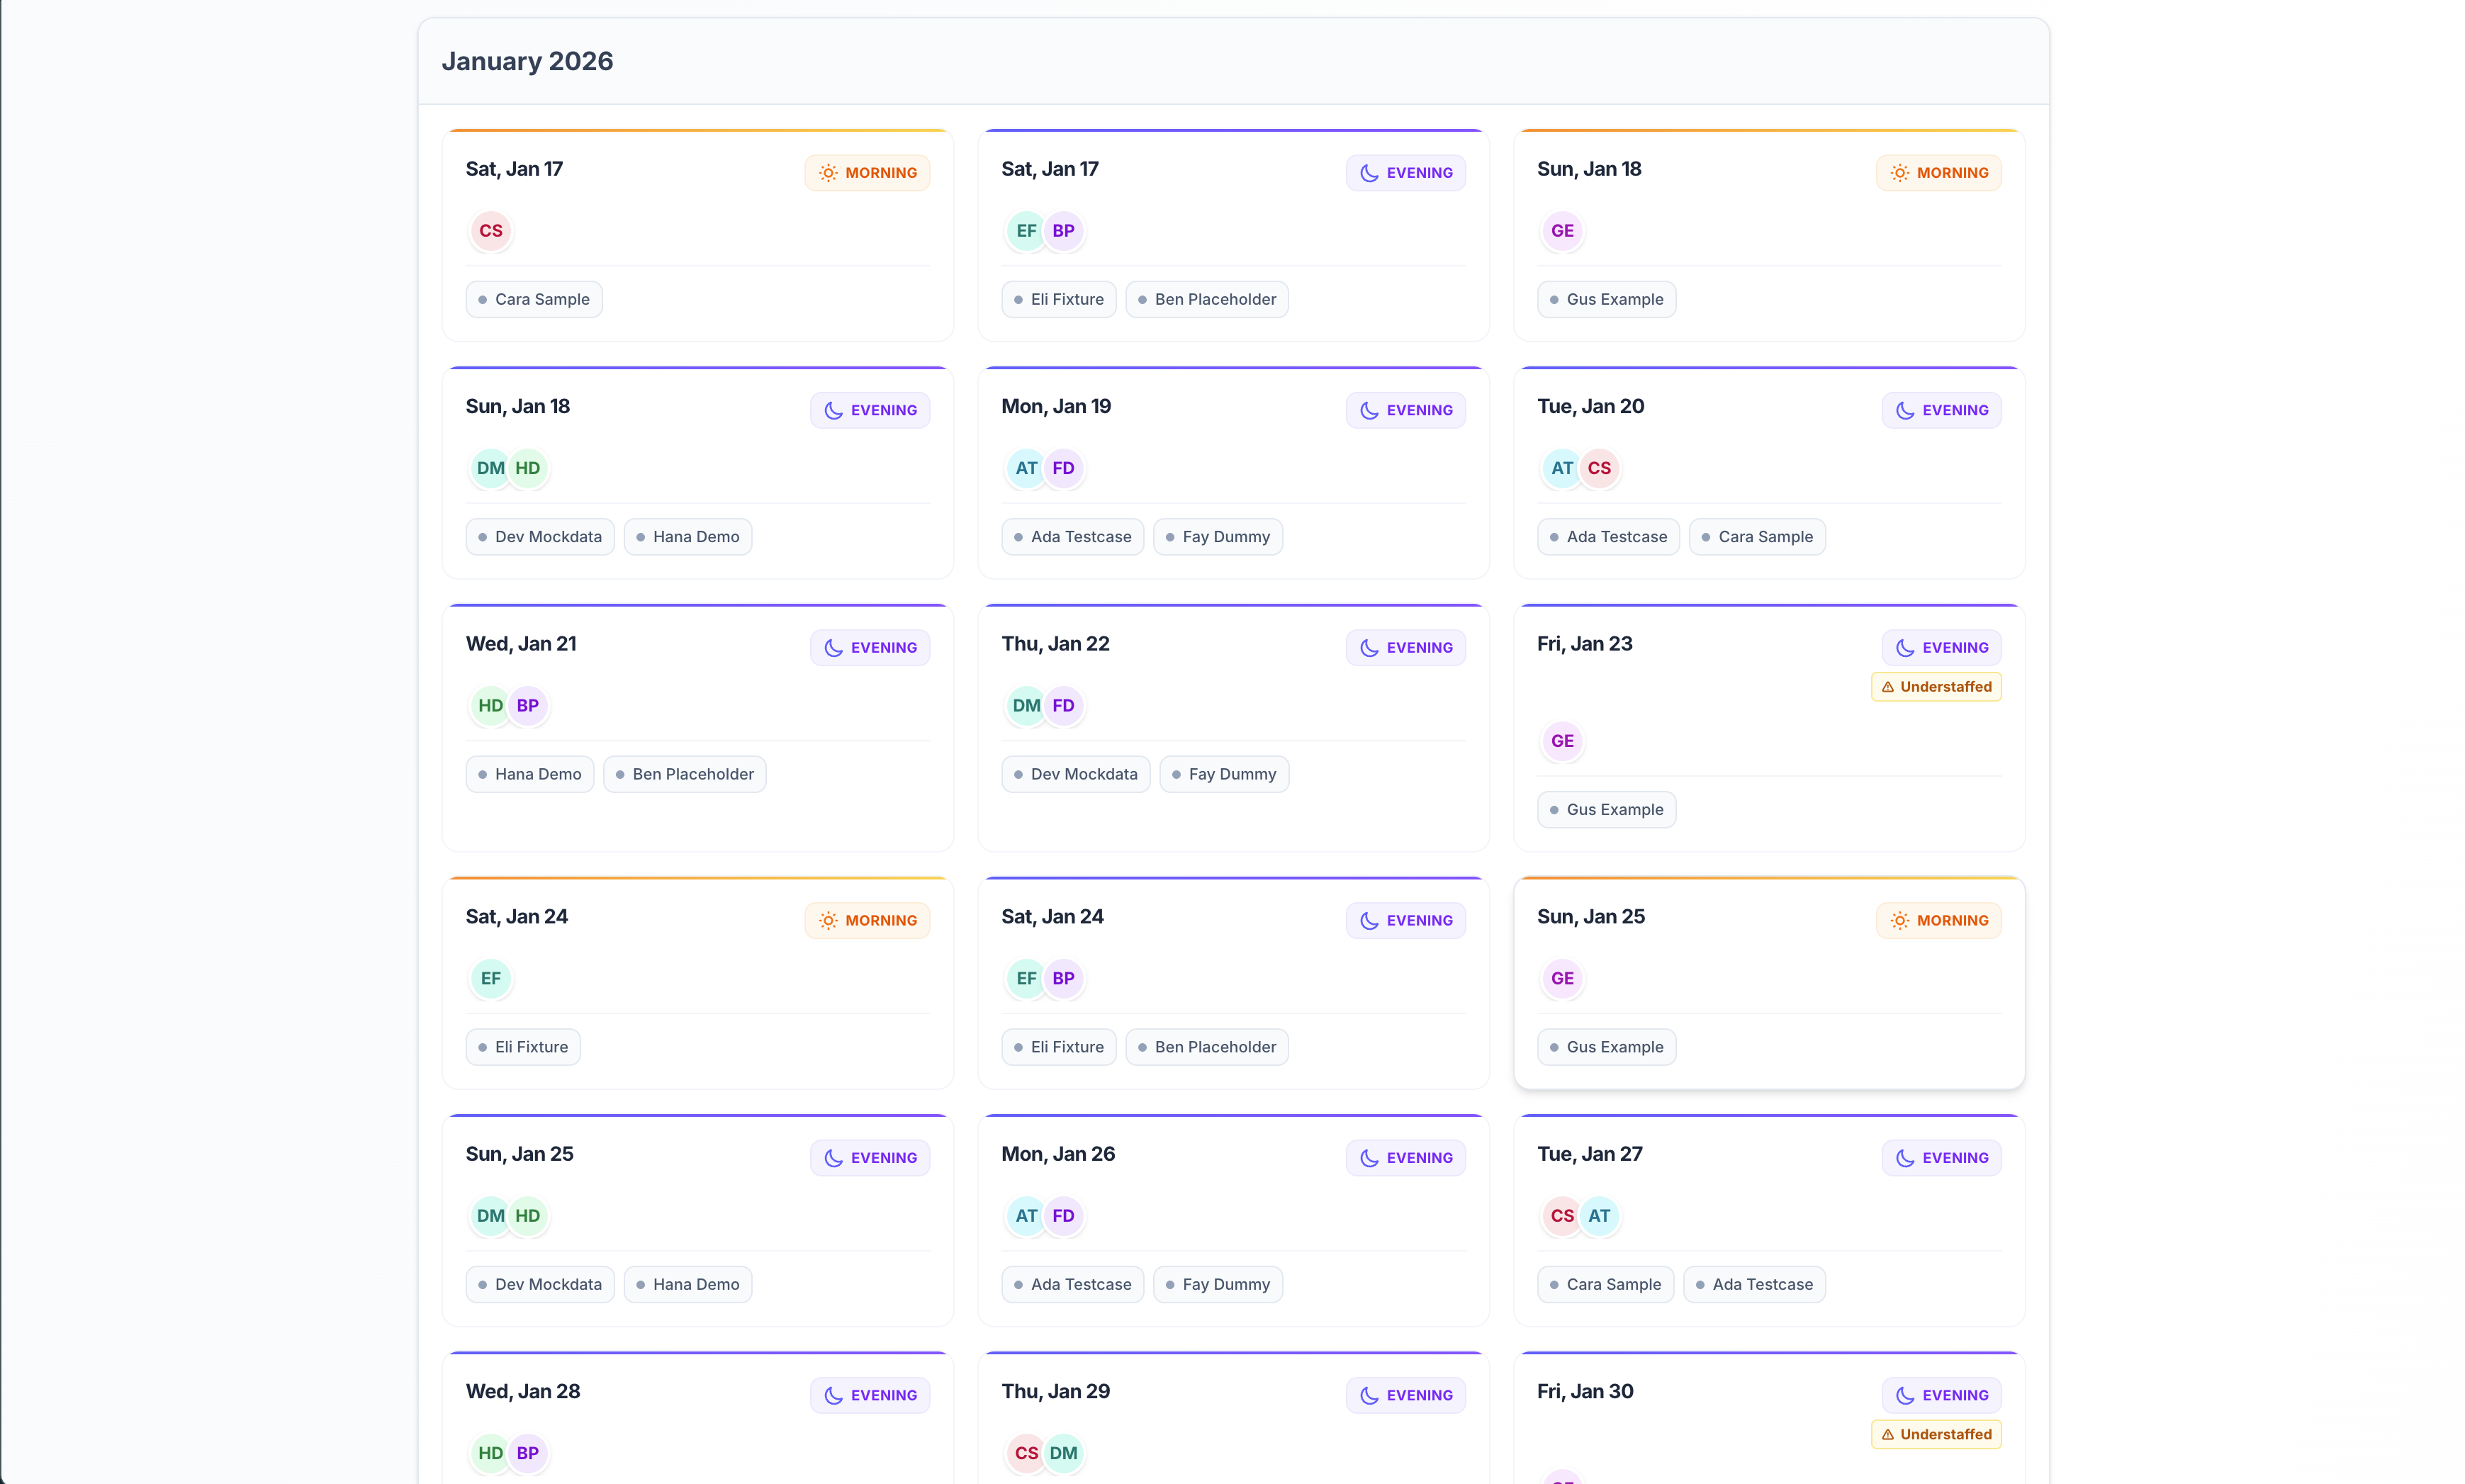 January 2026
Sat, Jan 17
MORNING
CS
Cara Sample
Sat, Jan 17
EVENING
EF BP
Eli Fixture Ben Placeholder
Sun, Jan 18
MORNING
GE
Gus Example
Sun, Jan 18
EVENING
DM HD
Dev Mockdata Hana Demo
Mon, Jan 19
EVENING
AT FD
Ada Testcase Fay Dummy
Tue, Jan 20
EVENING
AT CS
Ada Testcase Cara Sample
Wed, Jan 21
EVENING
HD BP
Hana Demo Ben Placeholder
Thu, Jan 22
EVENING
DM FD
Dev Mockdata Fay Dummy
Fri, Jan 23
EVENING
Understaffed
GE
Gus Example
Sat, Jan 24
MORNING
EF
Eli Fixture
Sat, Jan 24
EVENING
EF BP
Eli Fixture Ben Placeholder
Sun, Jan 25
MORNING
GE
Gus Example
Sun, Jan 25
EVENING
DM HD
Dev Mockdata Hana Demo
Mon, Jan 26
EVENING
AT FD
Ada Testcase Fay Dummy
Tue, Jan 27
EVENING
CS AT
Cara Sample Ada Testcase
Wed, Jan 28
EVENING
HD BP
Thu, Jan 29
EVENING
CS DM
Fri, Jan 30
EVENING
Understaffed